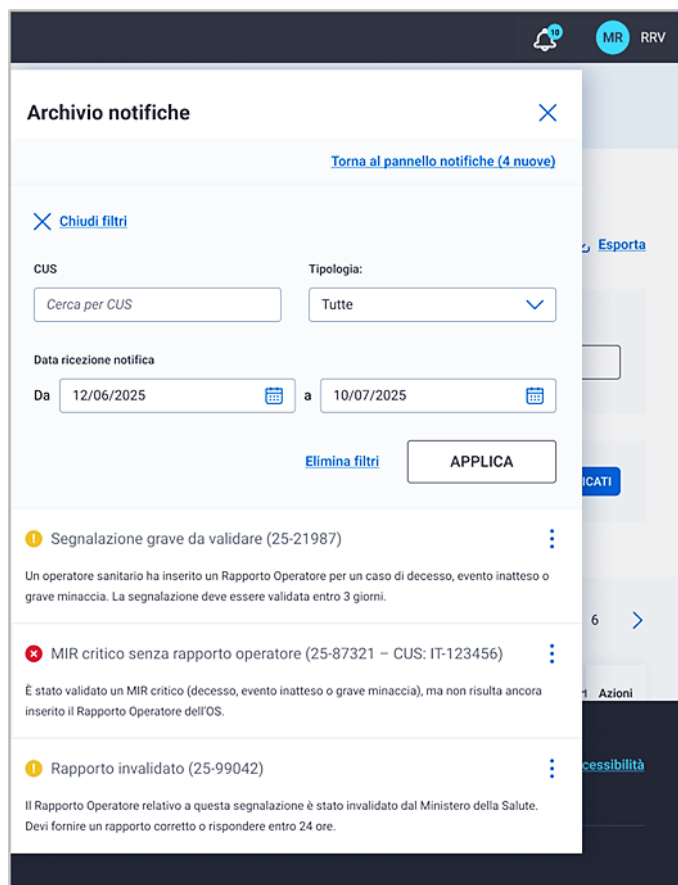 10
MR RRV
Archivio notifiche
Torna al pannello notifiche (4 nuove)
Chiudi filtri
Esporta
CUS
Tipologia:
Cerca per CUS
Tutte
Data ricezione notifica
Da 12/06/2025 a 10/07/2025
Elimina filtri APPLICA
ICATI
Segnalazione grave da validare (25-21987)
Un operatore sanitario ha inserito un Rapporto Operatore per un caso di decesso, evento inatteso o
grave minaccia. La segnalazione deve essere validata entro 3 giorni.
6
MIR critico senza rapporto operatore (25-87321 – CUS: IT-123456)
È stato validato un MIR critico (decesso, evento inatteso o grave minaccia), ma non risulta ancora
inserito il Rapporto Operatore dell'OS.
Azioni
Rapporto invalidato (25-99042)
cessibilità
Il Rapporto Operatore relativo a questa segnalazione è stato invalidato dal Ministero della Salute.
Devi fornire un rapporto corretto o rispondere entro 24 ore.